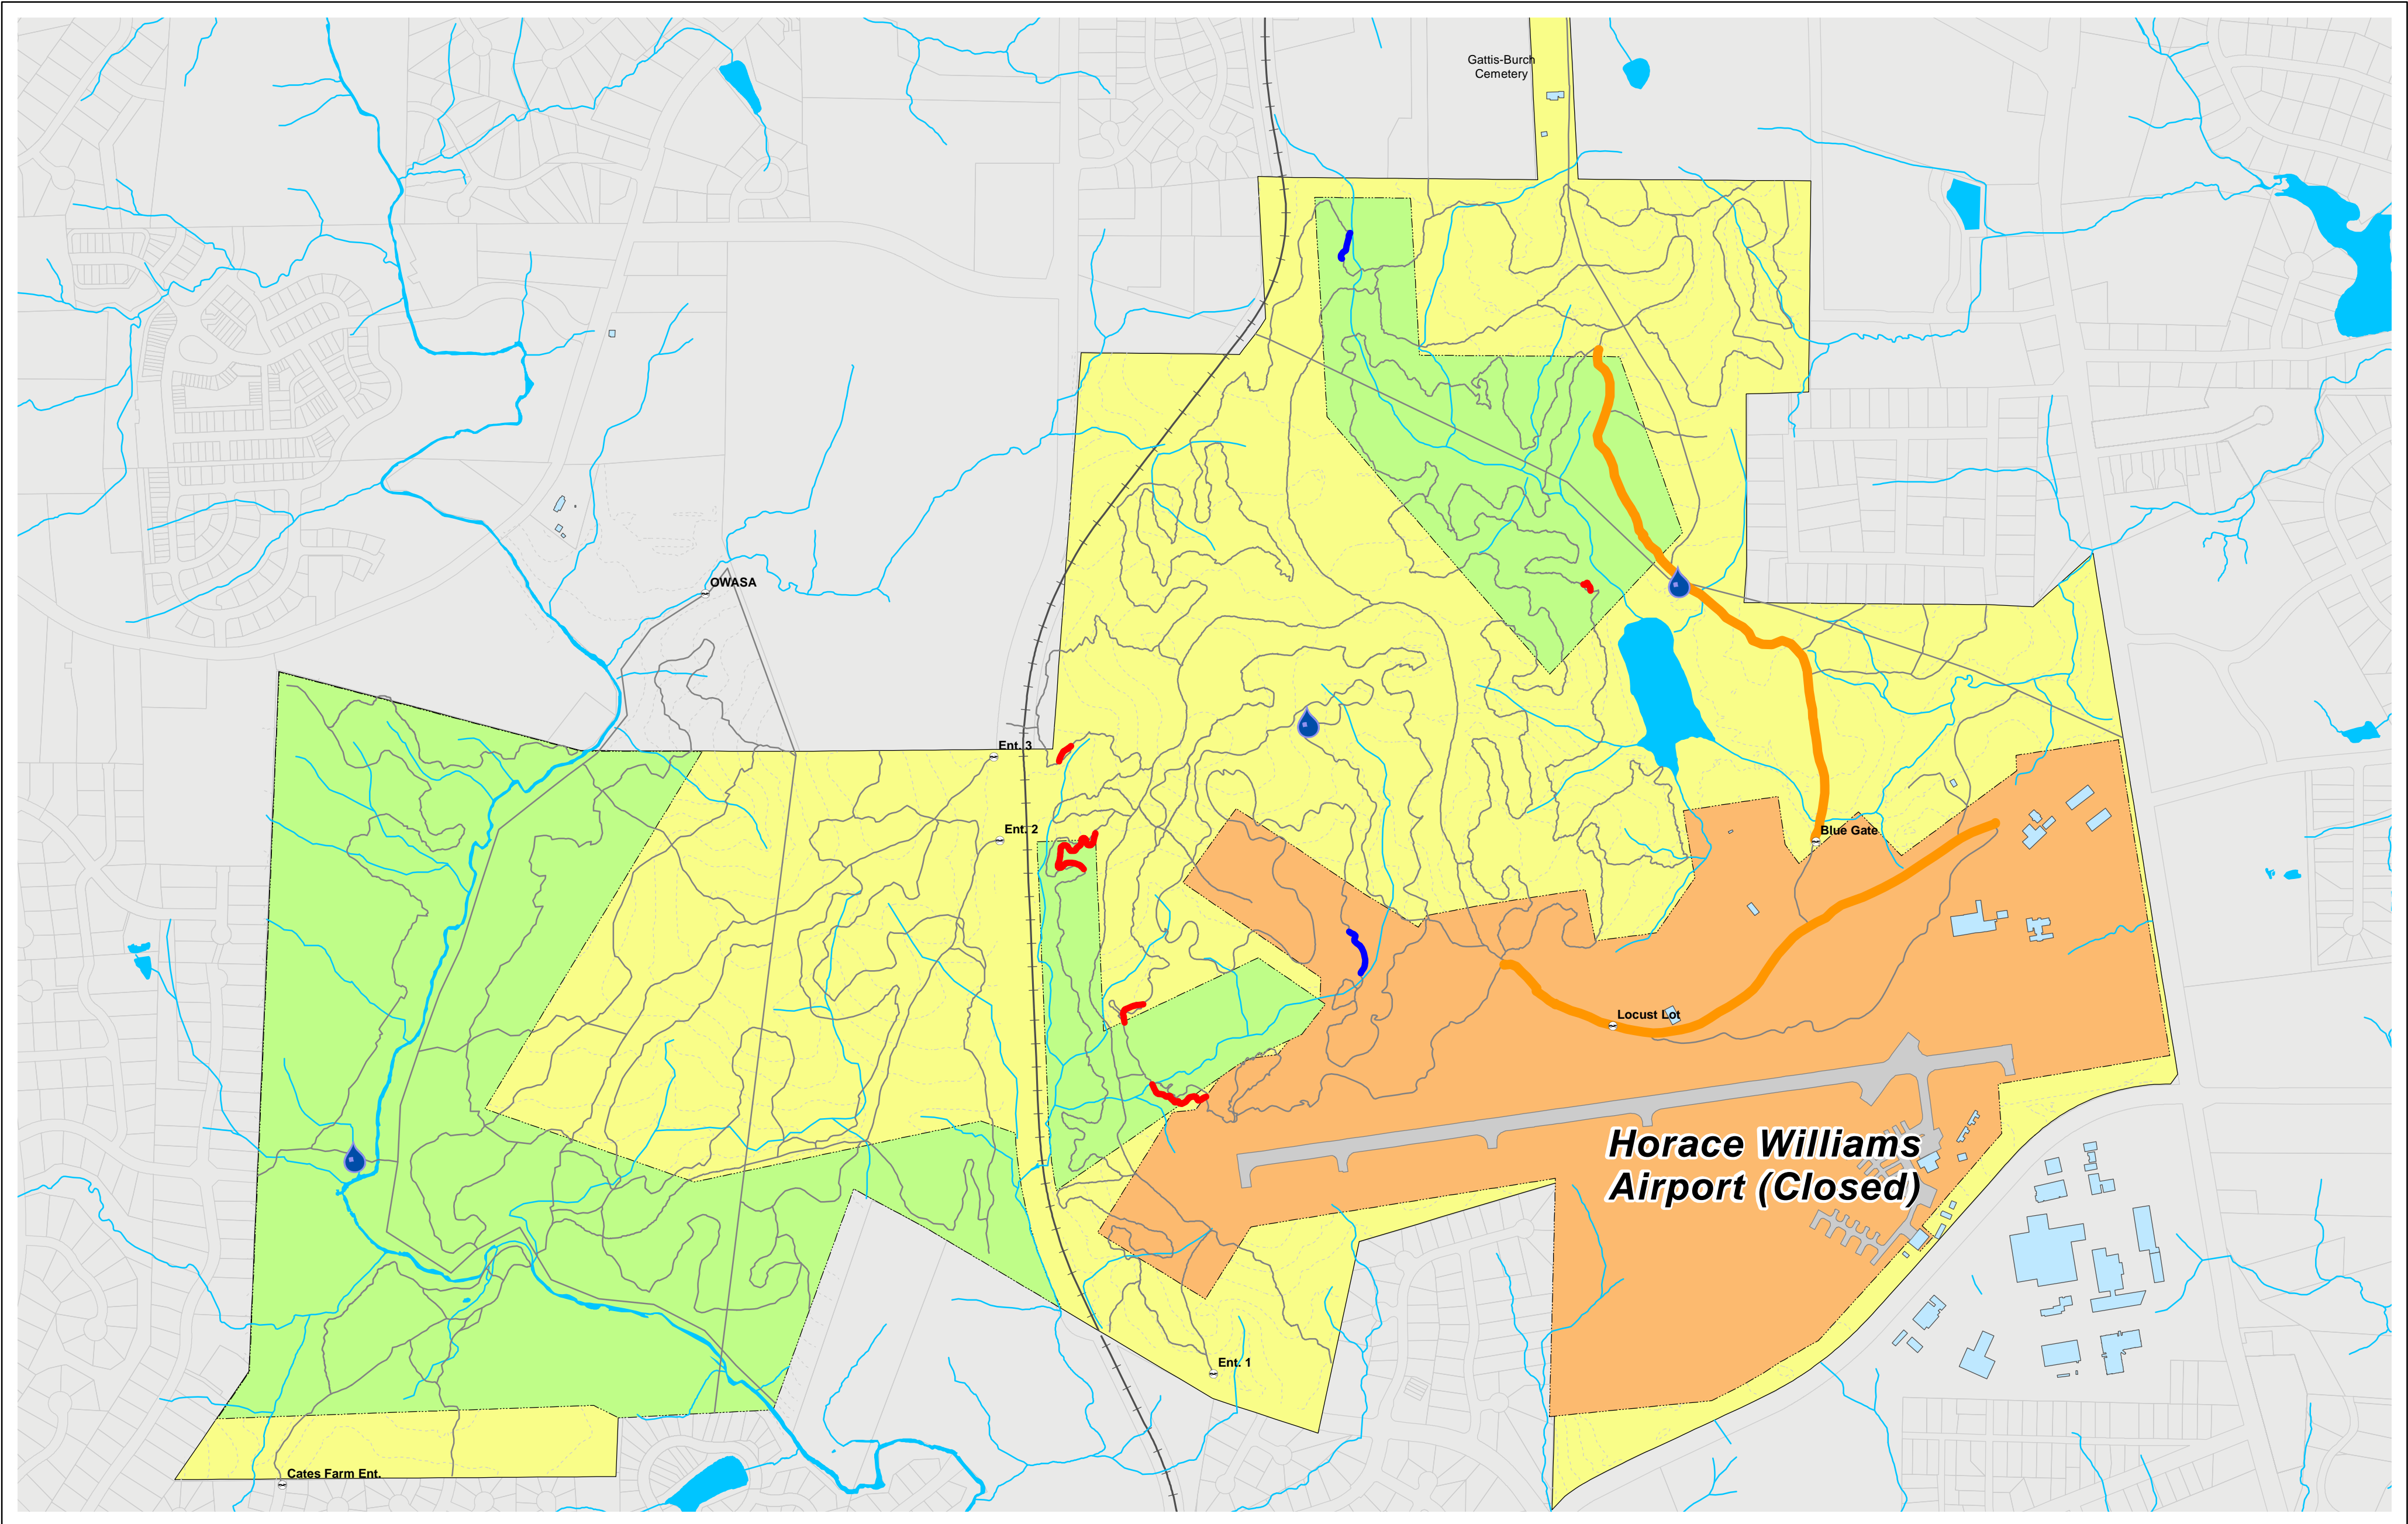 Gattis-Burch
Cemetery
OWASA
Ent. 3
Ent. 2
Blue Gate
Locust Lot
Horace Williams
Airport (Closed)
Ent. 1
Cates Farm Ent.